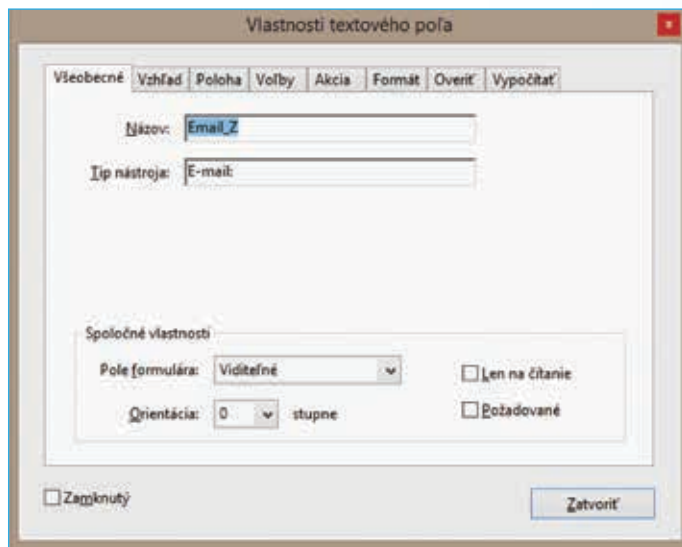 Vlastnosti textového poľa
Všeobecné Vzhľad Poloha Voľby Akcia Formát Overiť Vypočítať
Názov: Email_Z
Tip nástroja: E-mail:
Spoločné vlastnosti
Pole formulára: Viditeľné
Len na čítanie
Orientácia: 0 stupne
Požadované
Zamknutý
Zatvoriť